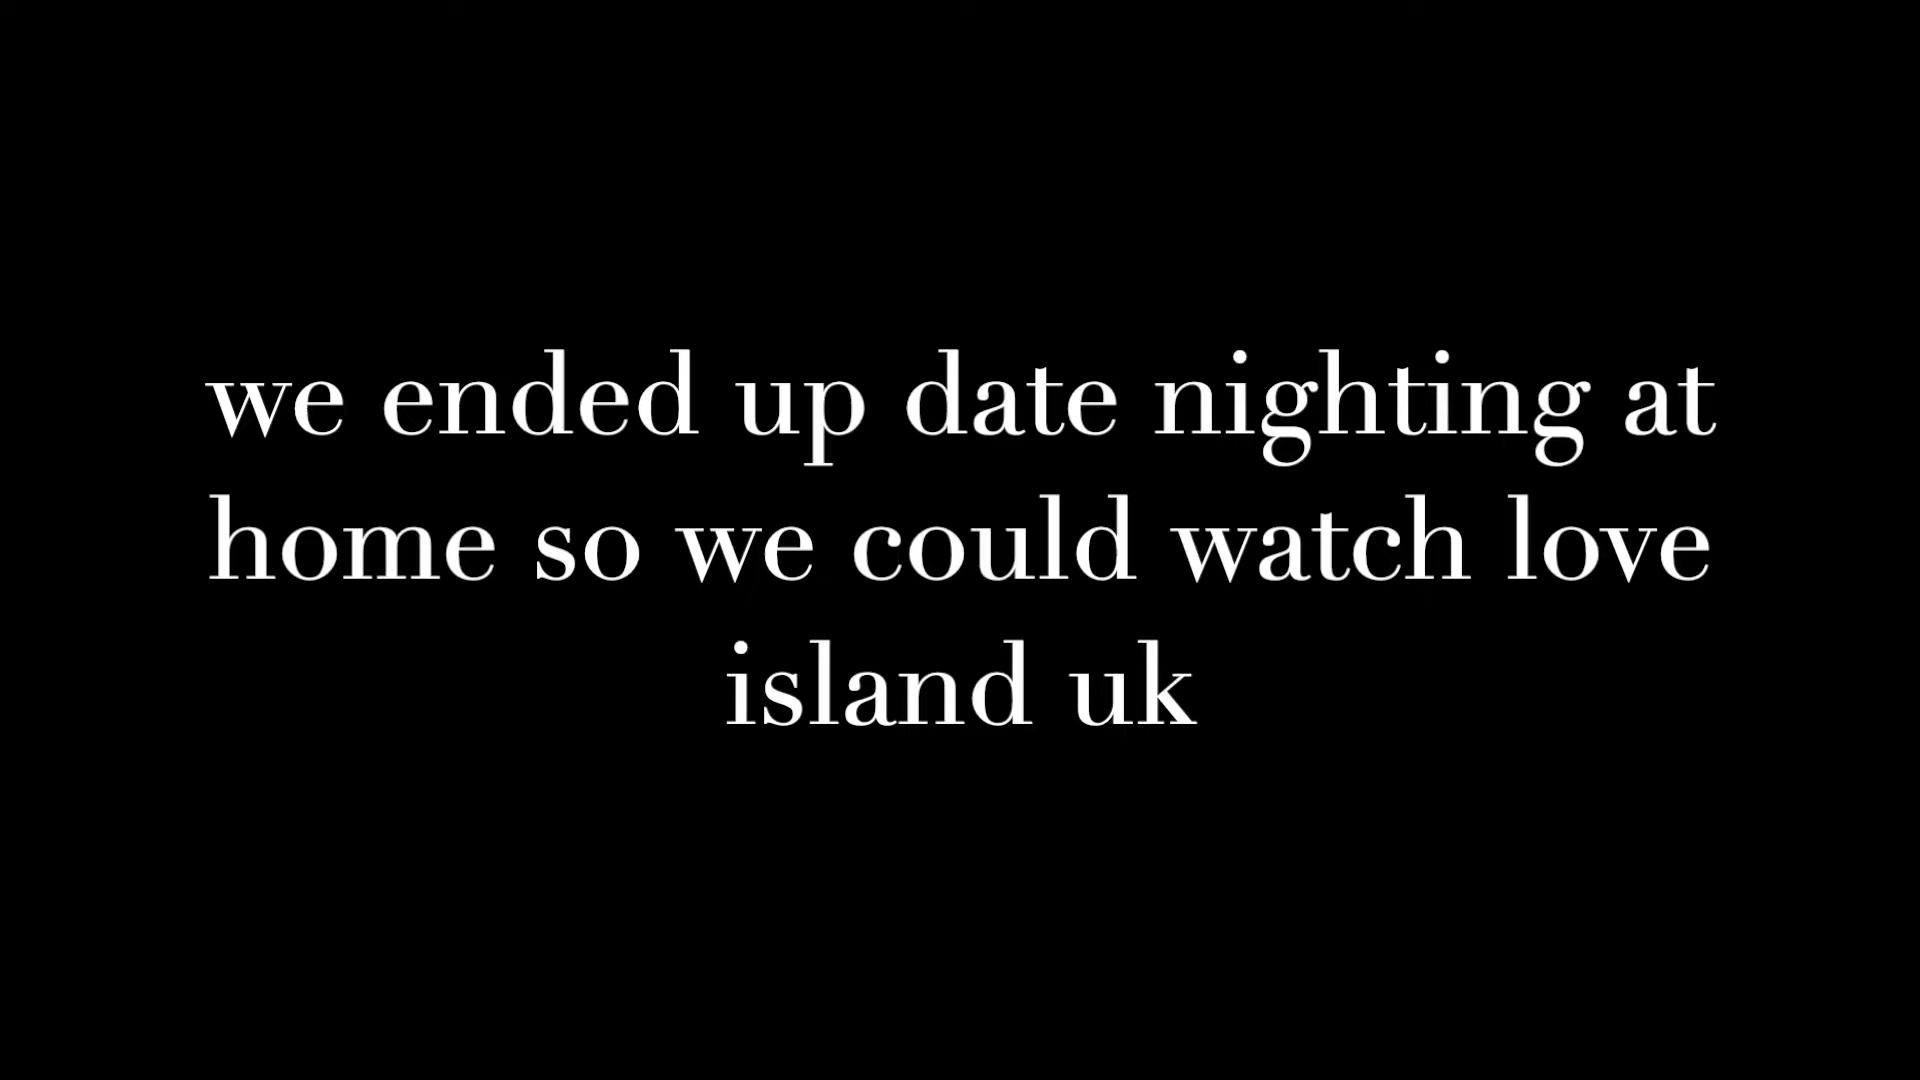 we ended up date nighting at
home so we could watch love
island uk